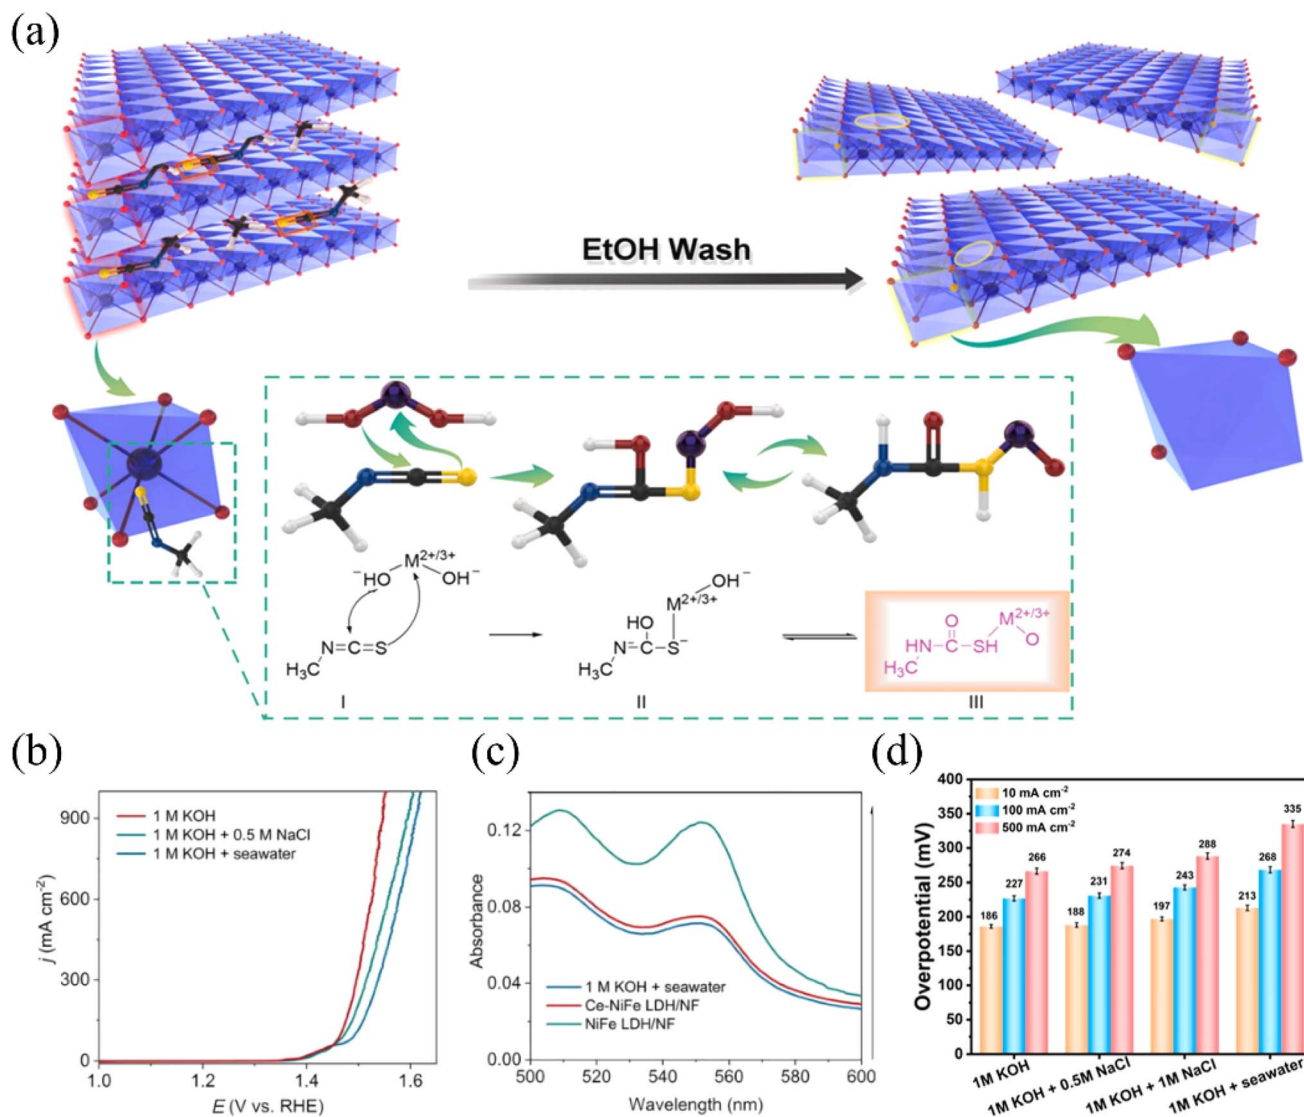 (a)
EtOH Wash
M²⁺/³⁺
⁻HO
OH⁻
N=C=S
H₃C
I
OH⁻
M²⁺/³⁺
HO
N=C–S⁻
H₃C
II
O
M²⁺/³⁺
HN–C–SH
O
H₃C
III
(b)
j (mA cm⁻²)
900
600
300
0
1 M KOH
1 M KOH + 0.5 M NaCl
1 M KOH + seawater
1.0
1.2
1.4
1.6
E (V vs. RHE)
(c)
Absorbance
0.12
0.08
0.04
0.00
1 M KOH + seawater
Ce-NiFe LDH/NF
NiFe LDH/NF
500
520
540
560
580
600
Wavelength (nm)
(d)
Overpotential (mV)
400
350
300
250
200
150
100
50
0
10 mA cm⁻²
100 mA cm⁻²
500 mA cm⁻²
186
227
266
188
231
274
197
243
288
213
268
335
1M KOH
1M KOH + 0.5M NaCl
1M KOH + 1M NaCl
1M KOH + seawater